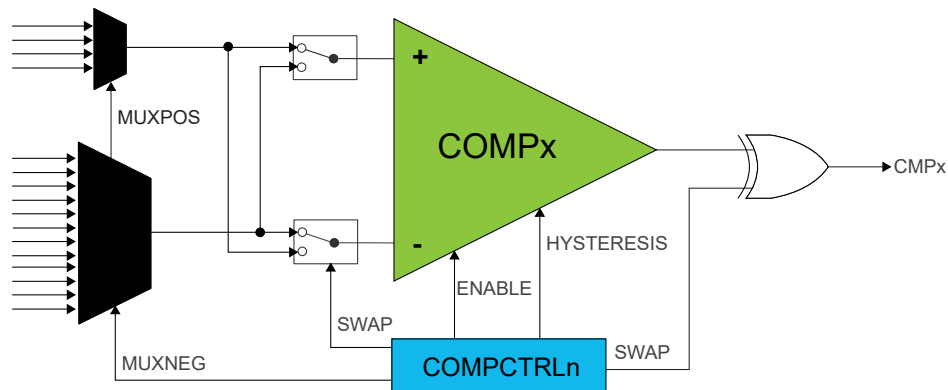 +
MUXPOS
COMPx
CMPx
-
HYSTERESIS
ENABLE
SWAP
SWAP
MUXNEG
COMPCTRLn